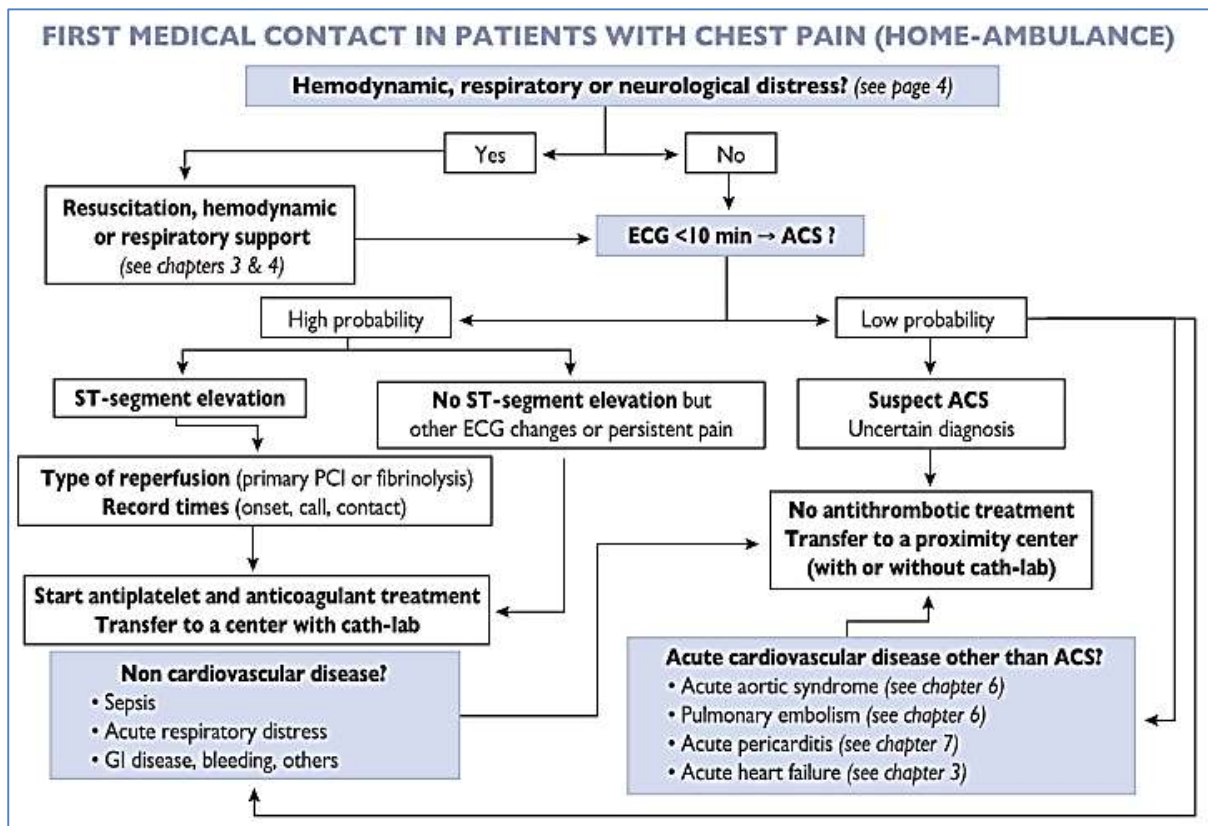 FIRST MEDICAL CONTACT IN PATIENTS WITH CHEST PAIN (HOME-AMBULANCE)
Hemodynamic, respiratory or neurological distress? (see page 4)
Yes
No
Resuscitation, hemodynamic
or respiratory support
(see chapters 3 & 4)
ECG <10 min → ACS ?
High probability
Low probability
ST-segment elevation
No ST-segment elevation but
other ECG changes or persistent pain
Suspect ACS
Uncertain diagnosis
Type of reperfusion (primary PCI or fibrinolysis)
Record times (onset, call, contact)
No antithrombotic treatment
Transfer to a proximity center
(with or without cath-lab)
Start antiplatelet and anticoagulant treatment
Transfer to a center with cath-lab
Non cardiovascular disease?
• Sepsis
• Acute respiratory distress
• GI disease, bleeding, others
Acute cardiovascular disease other than ACS?
• Acute aortic syndrome (see chapter 6)
• Pulmonary embolism (see chapter 6)
• Acute pericarditis (see chapter 7)
• Acute heart failure (see chapter 3)